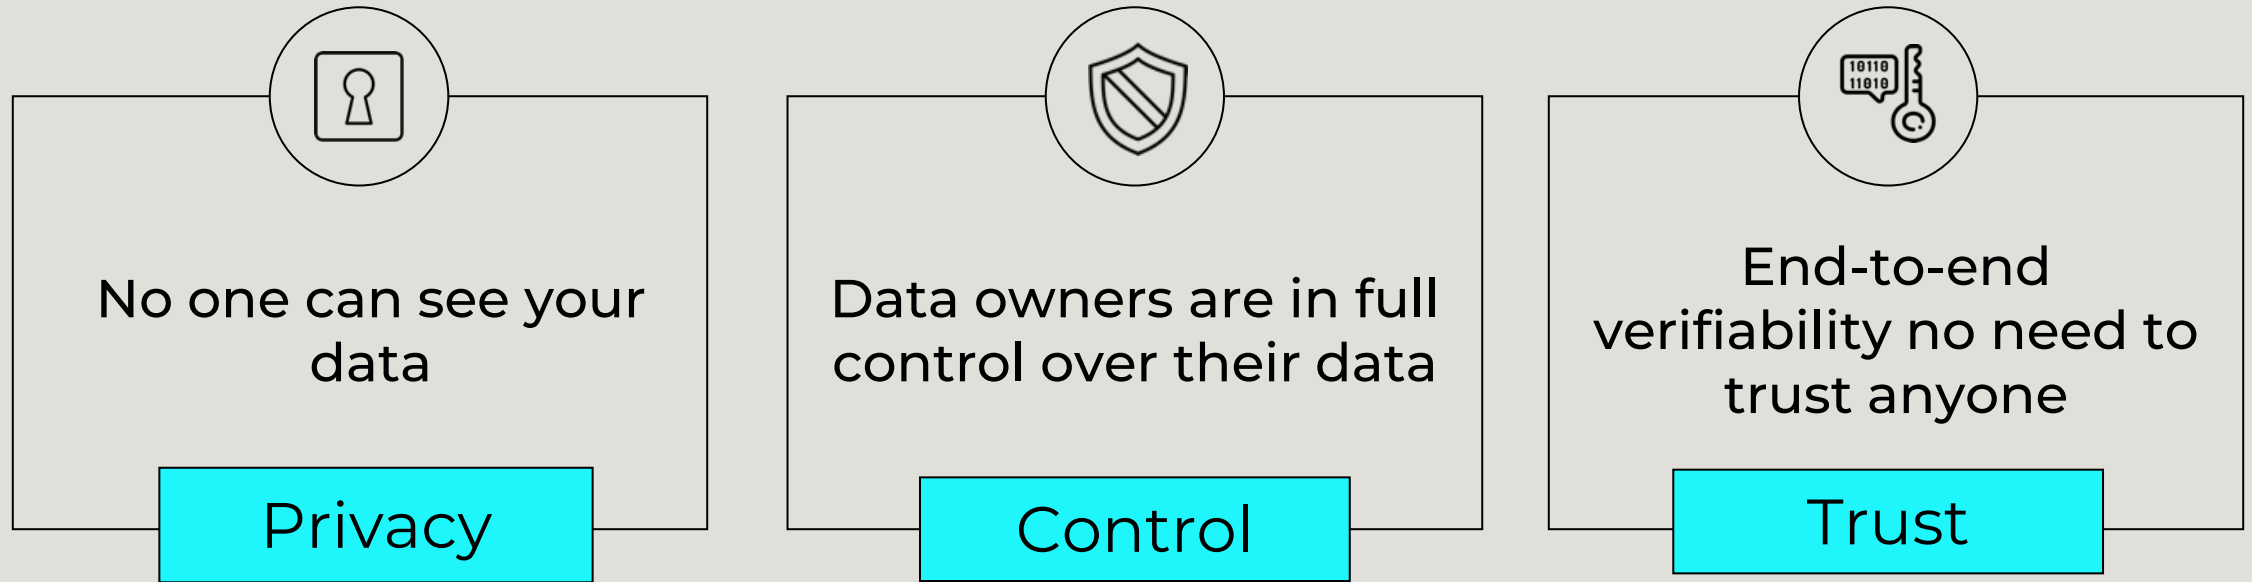 10110
11010
No one can see your
data
Privacy
Data owners are in full
control over their data
Control
End-to-end
verifiability no need to
trust anyone
Trust